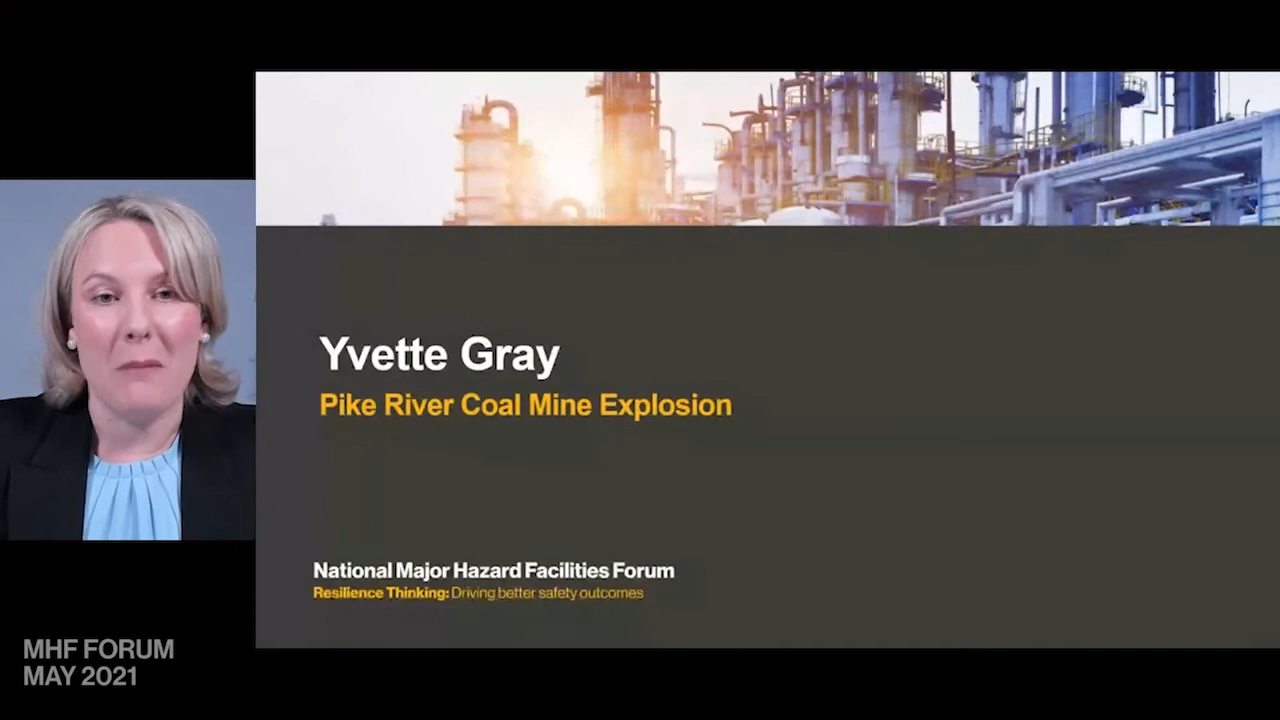 Yvette Gray
Pike River Coal Mine Explosion
National Major Hazard Facilities Forum
Resilience Thinking: Driving better safety outcomes
MHF FORUM
MAY 2021